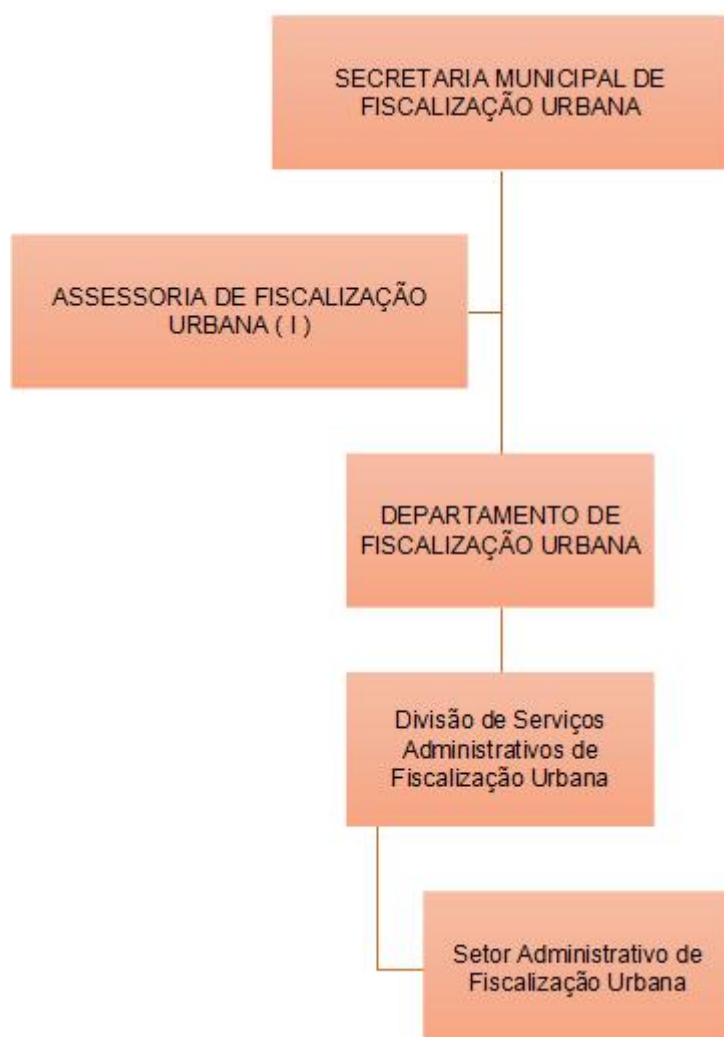 SECRETARIA MUNICIPAL DE
FISCALIZAÇÃO URBANA
ASSESSORIA DE FISCALIZAÇÃO
URBANA ( I )
DEPARTAMENTO DE
FISCALIZAÇÃO URBANA
Divisão de Serviços
Administrativos de
Fiscalização Urbana
Setor Administrativo de
Fiscalização Urbana